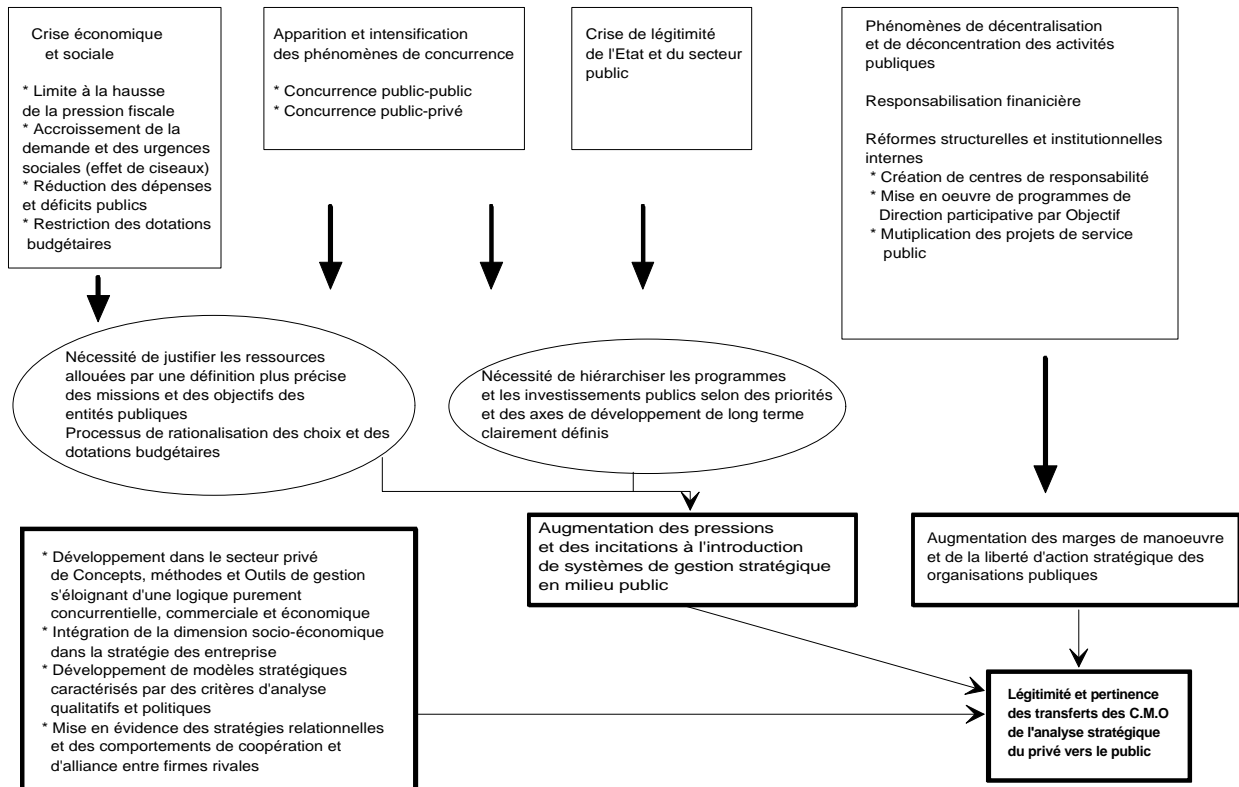 Crise économique
et sociale
* Limite à la hausse
de la pression fiscale
* Accroissement de la
demande et des urgences
sociales (effet de ciseaux)
* Réduction des dépenses
et déficits publics
* Restriction des dotations
budgétaires
Apparition et intensification
des phénomènes de concurrence
* Concurrence public-public
* Concurrence public-privé
Crise de légitimité
de l'Etat et du secteur
public
Phénomènes de décentralisation
et de déconcentration des activités
publiques
Responsabilisation financière
Réformes structurelles et institutionnelles
internes
* Création de centres de responsabilité
* Mise en oeuvre de programmes de
Direction participative par Objectif
* Mutiplication des projets de service
public
Nécessité de justifier les ressources
allouées par une définition plus précise
des missions et des objectifs des
entités publiques
Processus de rationalisation des choix et des
dotations budgétaires
Nécessité de hiérarchiser les programmes
et les investissements publics selon des priorités
et des axes de développement de long terme
clairement définis
* Développement dans le secteur privé
de Concepts, méthodes et Outils de gestion
s'éloignant d'une logique purement
concurrentielle, commerciale et économique
* Intégration de la dimension socio-économique
dans la stratégie des entreprise
* Développement de modèles stratégiques
caractérisés par des critères d'analyse
qualitatifs et politiques
* Mise en évidence des stratégies relationnelles
et des comportements de coopération et
d'alliance entre firmes rivales
Augmentation des pressions
et des incitations à l'introduction
de systèmes de gestion stratégique
en milieu public
Augmentation des marges de manoeuvre
et de la liberté d'action stratégique des
organisations publiques
Légitimité et pertinence
des transferts des C.M.O
de l'analyse stratégique
du privé vers le public